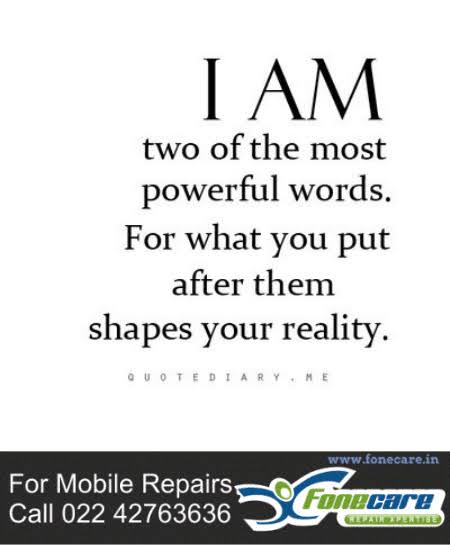 I AM
two of the most
powerful words.
For what you put
after them
shapes your reality.
QUOTEDIARY.ME
www.fonecare.in
For Mobile Repairs,
Call 022 42763636
Fonecare
REPAIR XPERTISE